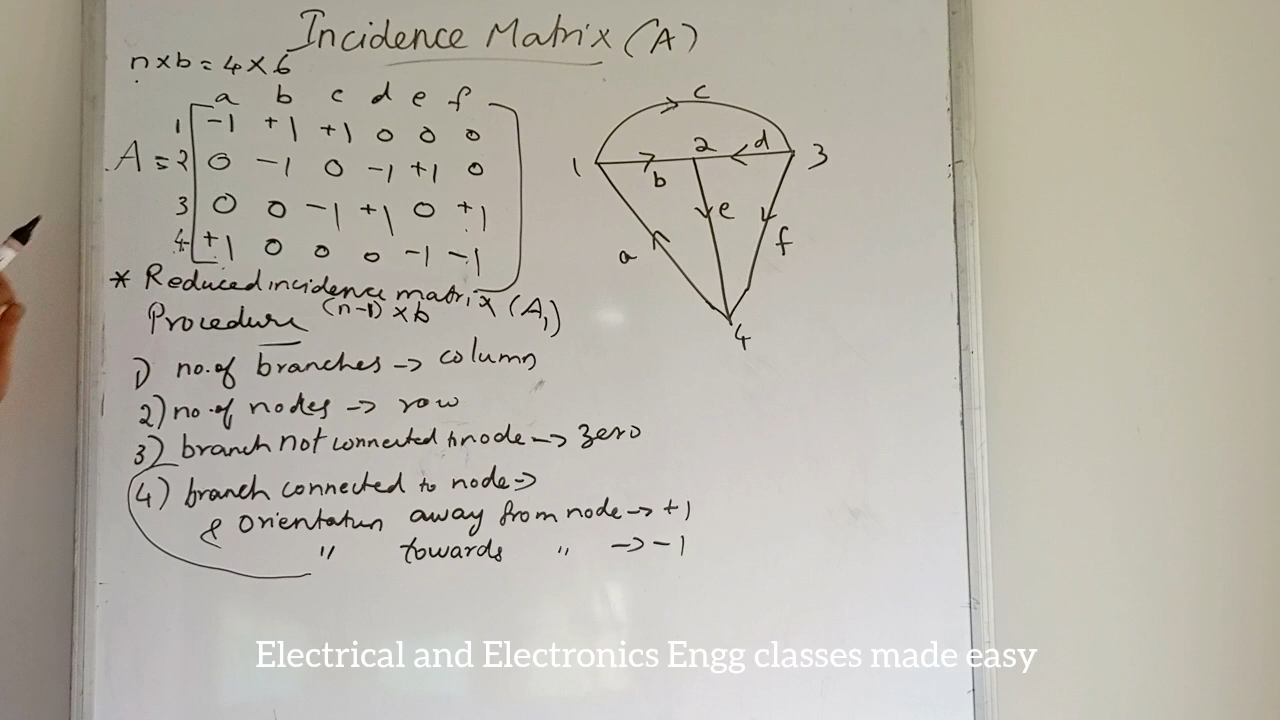 Incidence Matrix (A)
n x b = 4 x 6
a b c d e f
1 -1 +1 +1 0 0 0
A = 2 0 -1 0 -1 +1 0
3 0 0 -1 +1 0 +1
4 +1 0 0 0 -1 -1
* Reduced incidence matrix (A1)
Procedure (n-1) x b
1) no. of branches -> column
2) no. of nodes -> row
3) branch not connected to node -> zero
4) branch connected to node ->
& Orientation away from node -> +1
" towards " -> -1
c
1 2 d 3
b
e
a f
4
Electrical and Electronics Engg classes made easy